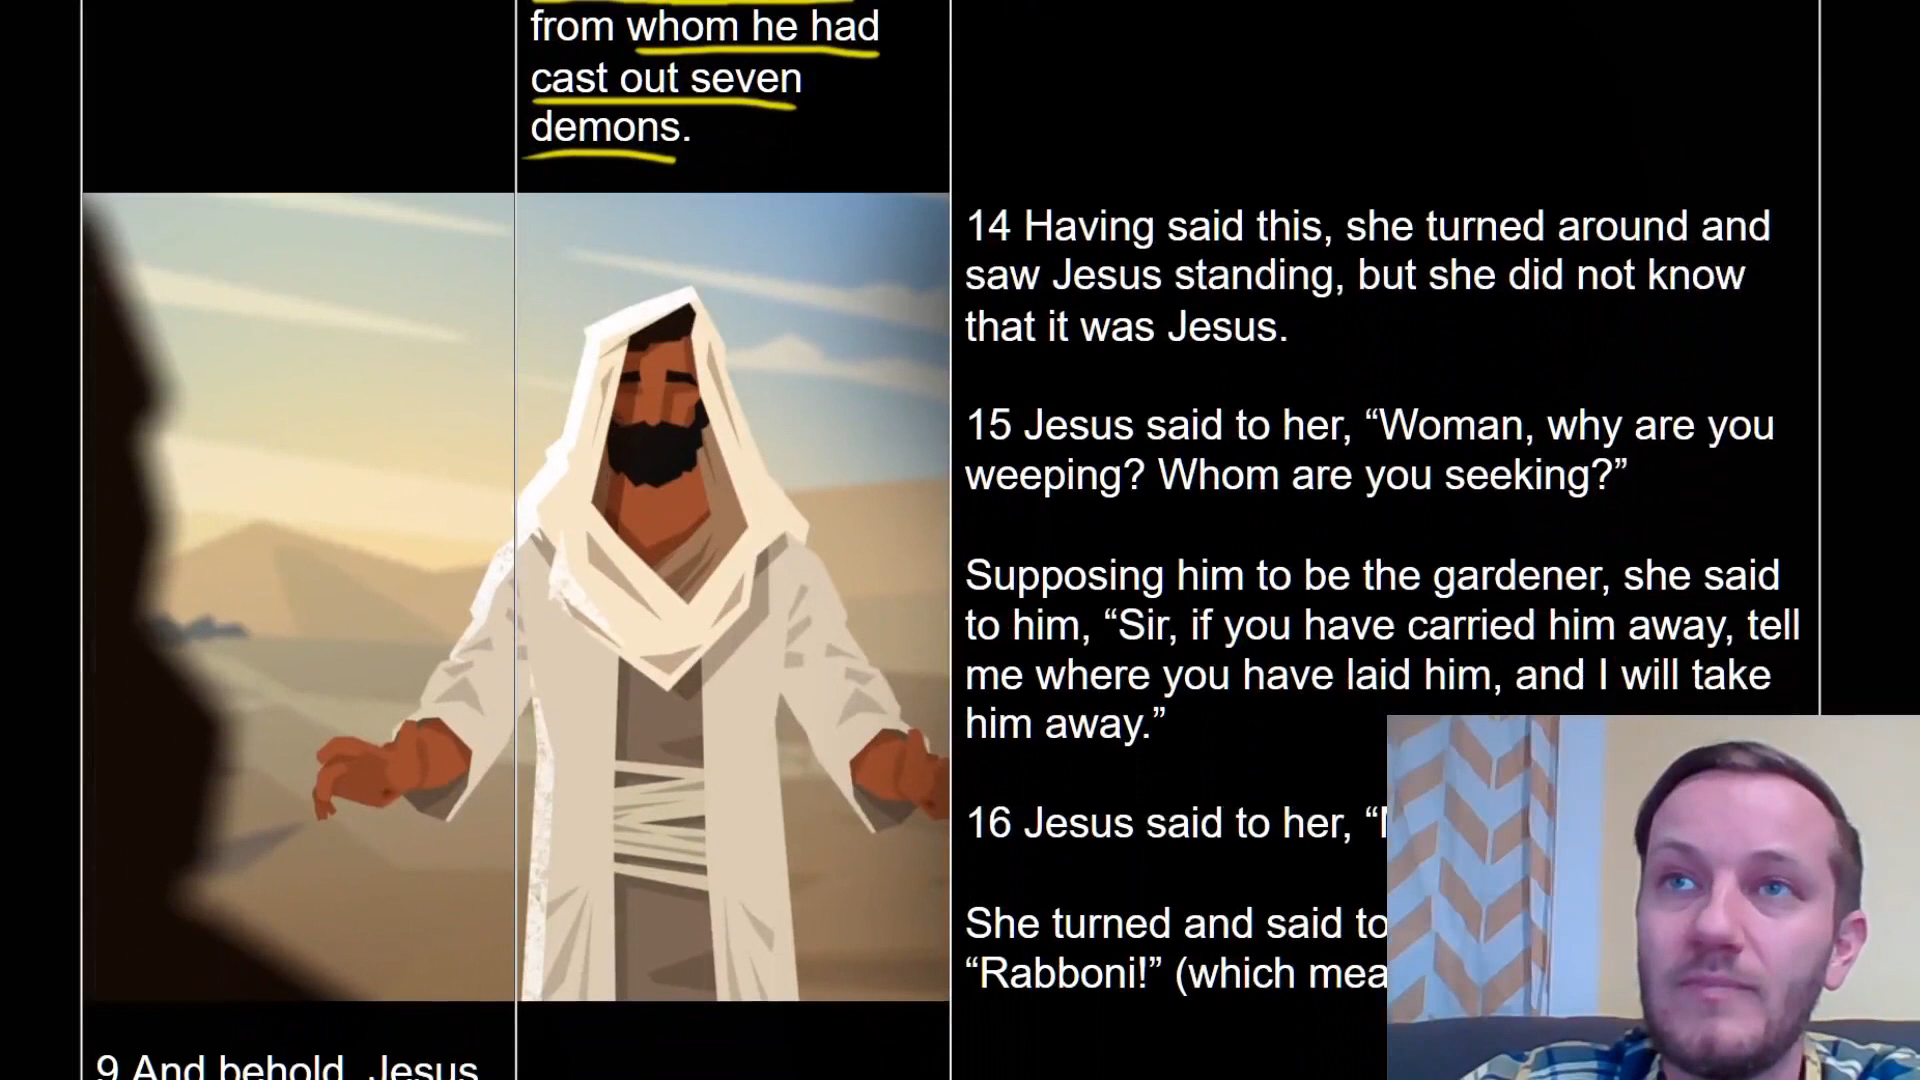 from whom he had
cast out seven
demons.
14 Having said this, she turned around and
saw Jesus standing, but she did not know
that it was Jesus.
15 Jesus said to her, “Woman, why are you
weeping? Whom are you seeking?”
Supposing him to be the gardener, she said
to him, “Sir, if you have carried him away, tell
me where you have laid him, and I will take
him away.”
16 Jesus said to her, “
She turned and said to
“Rabboni!” (which mea
9 And behold, Jesus